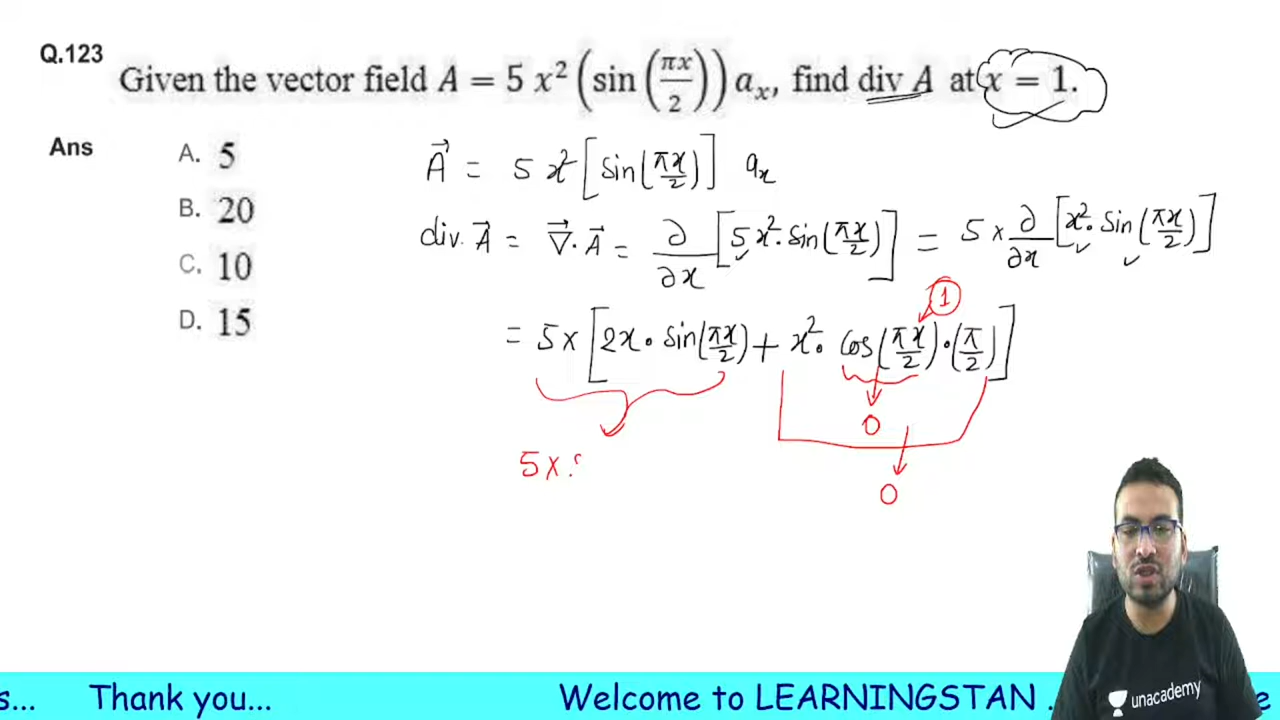 Q.123
Given the vector field A = 5 x² (sin (πx/2)) aₓ, find div A at x = 1.
Ans
A. 5
B. 20
C. 10
D. 15
A⃗ = 5 x² [sin(πx/2)] aₓ
div. A⃗ = ∇⃗ · A⃗ = ∂/∂x [5x² · sin(πx/2)] = 5 × ∂/∂x [x² · sin(πx/2)]
= 5 × [2x · sin(πx/2) + x² · cos(πx/2) · (π/2)]
1
0
5 ×
0
unacademy
s... Thank you... Welcome to LEARNINGSTAN . e